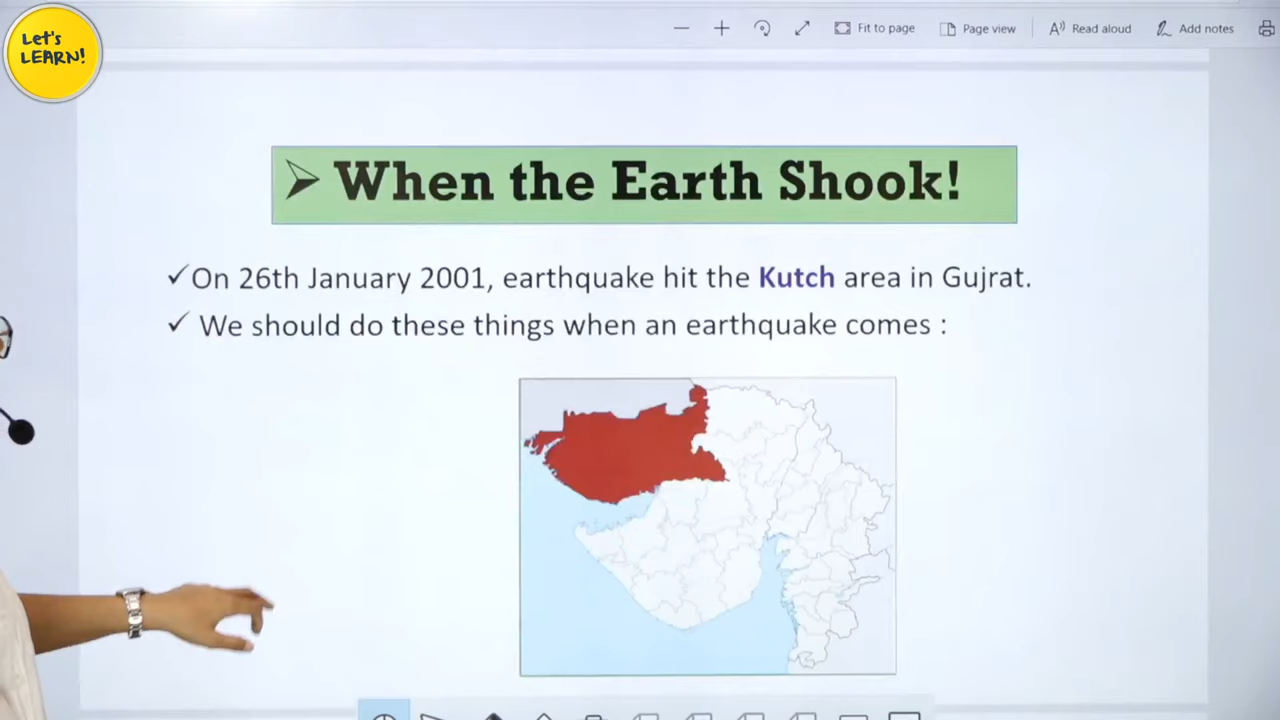 Let's
LEARN!
Fit to page
Page view
Read aloud
Add notes
When the Earth Shook!
✓On 26th January 2001, earthquake hit the Kutch area in Gujrat.
✓ We should do these things when an earthquake comes :